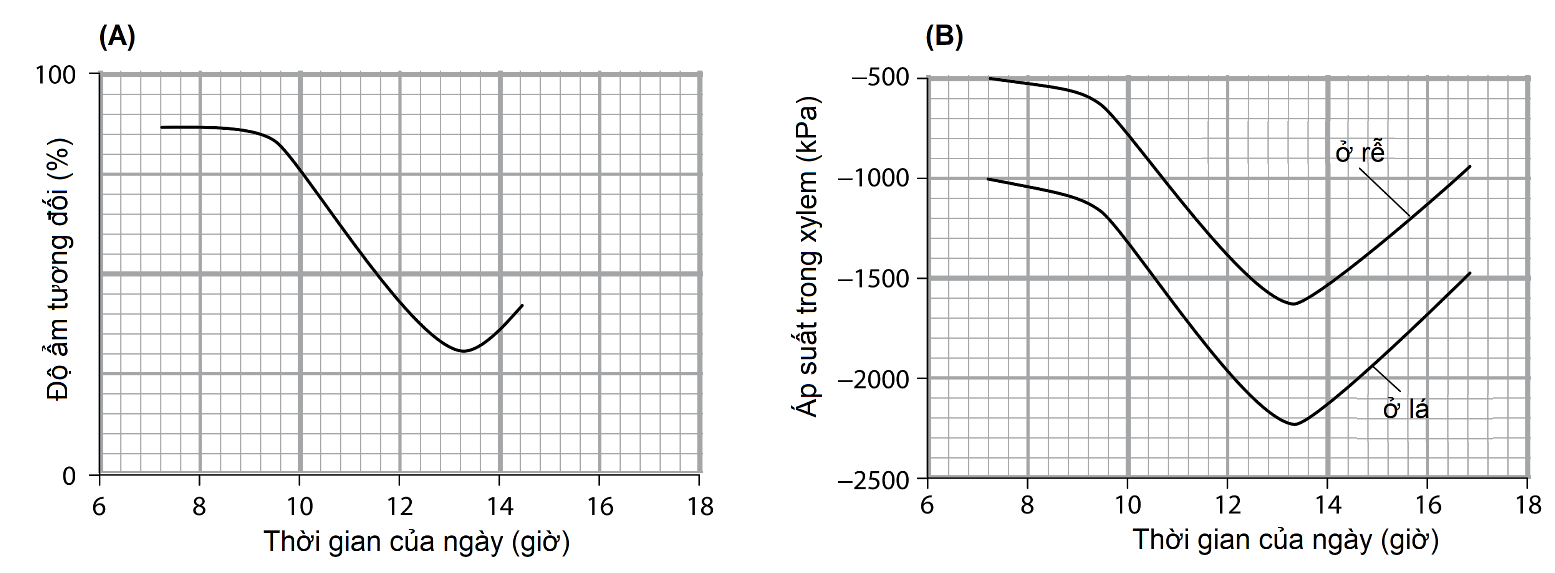 (A)
100
Độ ẩm tương đối (%)
0
6 8 10 12 14 16 18
Thời gian của ngày (giờ)
(B)
–500
–1000
–1500
–2000
–2500
Áp suất trong xylem (kPa)
ở rễ
ở lá
6 8 10 12 14 16 18
Thời gian của ngày (giờ)